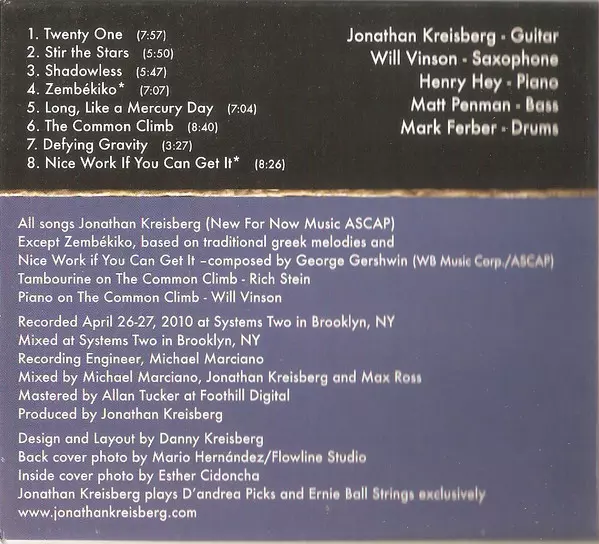 1. Twenty One (7:57)
2. Stir the Stars (5:50)
3. Shadowless (5:47)
4. Zembékiko* (7:07)
5. Long, Like a Mercury Day (7:04)
6. The Common Climb (8:40)
7. Defying Gravity (3:27)
8. Nice Work If You Can Get It* (8:26)
Jonathan Kreisberg - Guitar
Will Vinson - Saxophone
Henry Hey - Piano
Matt Penman - Bass
Mark Ferber - Drums
All songs Jonathan Kreisberg (New For Now Music ASCAP)
Except Zembékiko, based on traditional greek melodies and
Nice Work if You Can Get It –composed by George Gershwin (WB Music Corp./ASCAP)
Tambourine on The Common Climb - Rich Stein
Piano on The Common Climb - Will Vinson
Recorded April 26-27, 2010 at Systems Two in Brooklyn, NY
Mixed at Systems Two in Brooklyn, NY
Recording Engineer, Michael Marciano
Mixed by Michael Marciano, Jonathan Kreisberg and Max Ross
Mastered by Allan Tucker at Foothill Digital
Produced by Jonathan Kreisberg
Design and Layout by Danny Kreisberg
Back cover photo by Mario Hernández/Flowline Studio
Inside cover photo by Esther Cidoncha
Jonathan Kreisberg plays D'andrea Picks and Ernie Ball Strings exclusively
www.jonathankreisberg.com